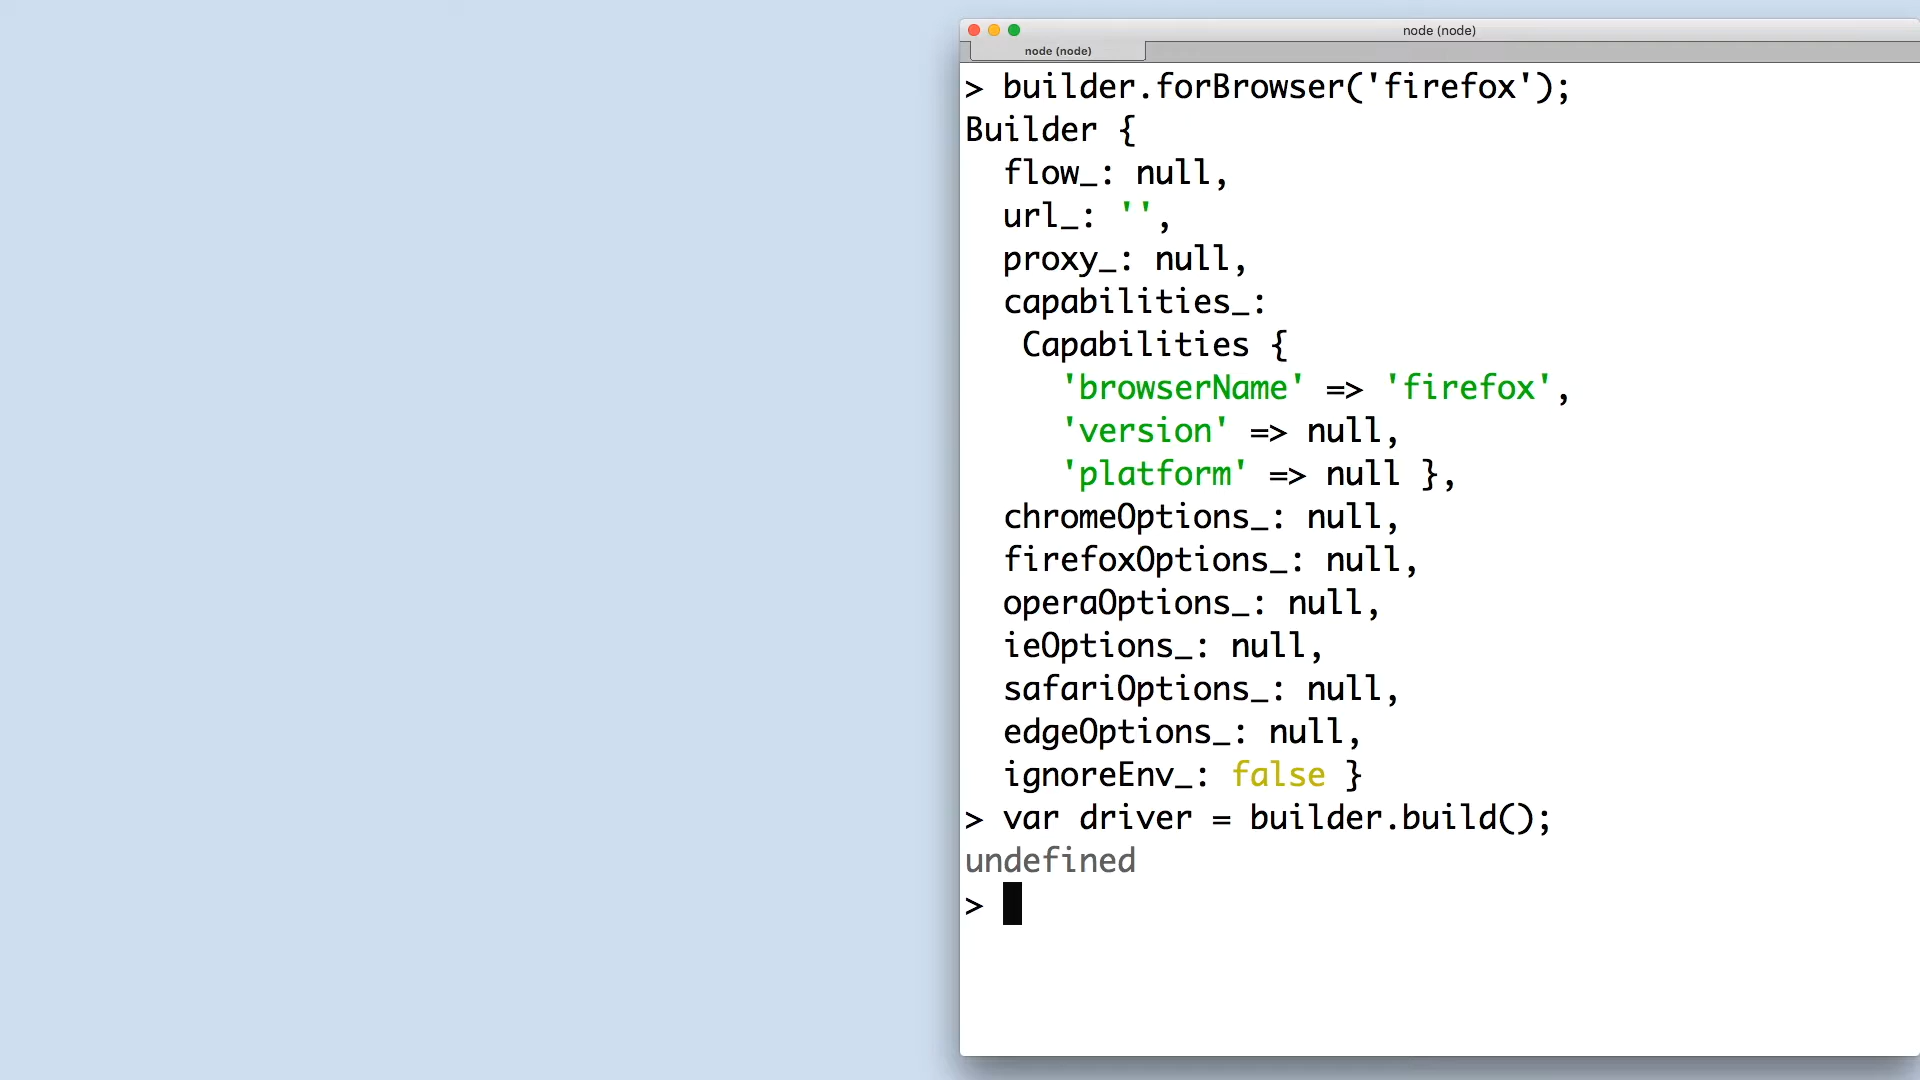 node (node)
node (node)
> builder.forBrowser('firefox');
Builder {
  flow_: null,
  url_: '',
  proxy_: null,
  capabilities_:
   Capabilities {
     'browserName' => 'firefox',
     'version' => null,
     'platform' => null },
  chromeOptions_: null,
  firefoxOptions_: null,
  operaOptions_: null,
  ieOptions_: null,
  safariOptions_: null,
  edgeOptions_: null,
  ignoreEnv_: false }
> var driver = builder.build();
undefined
>